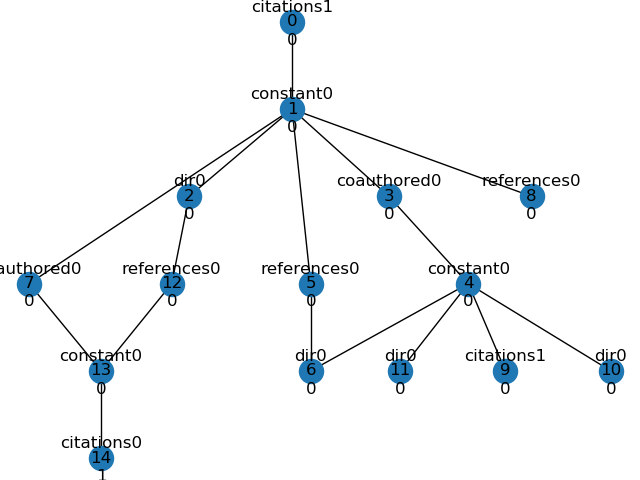 citations1
0
0
constant0
1
0
dir0
2
0
coauthored0
3
0
references0
8
0
authored0
7
0
references0
12
0
references0
5
0
constant0
4
0
constant0
13
0
dir0
6
0
dir0
11
0
citations1
9
0
dir0
10
0
citations0
14
1